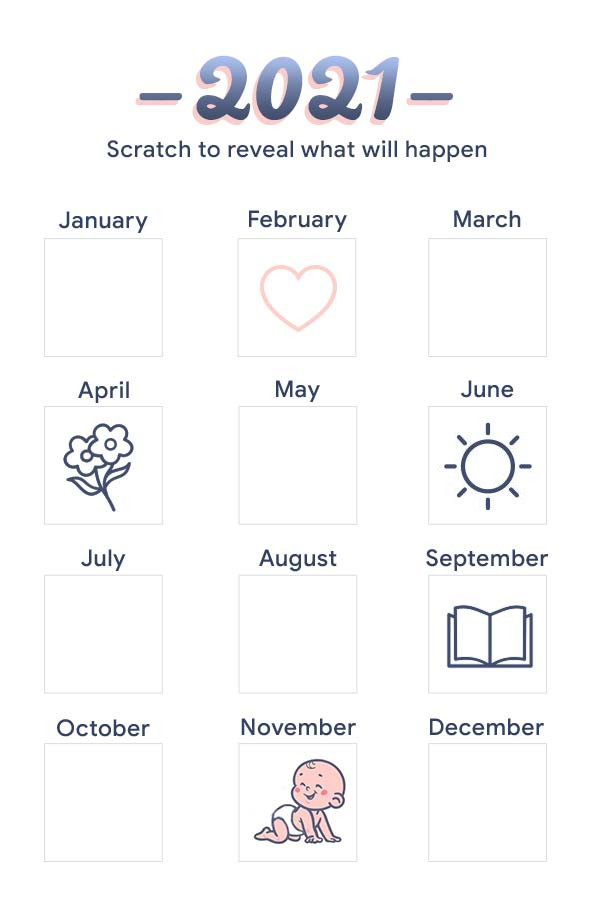 2021
Scratch to reveal what will happen
January February March
April May June
July August September
October November December